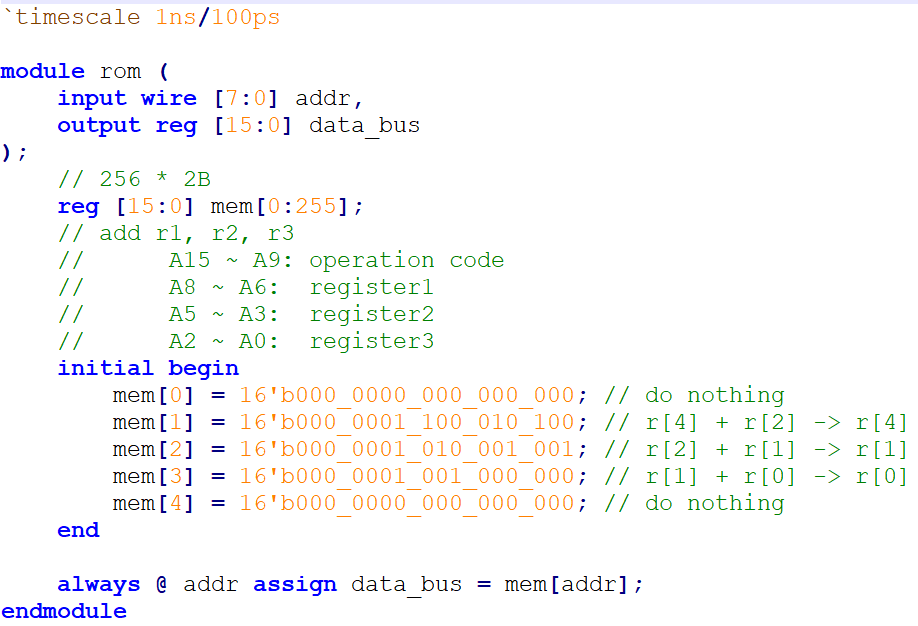 `timescale 1ns/100ps
module rom (
    input wire [7:0] addr,
    output reg [15:0] data_bus
);
    // 256 * 2B
    reg [15:0] mem[0:255];
    // add r1, r2, r3
    //      A15 ~ A9: operation code
    //      A8 ~ A6:  register1
    //      A5 ~ A3:  register2
    //      A2 ~ A0:  register3
    initial begin
        mem[0] = 16'b000_0000_000_000_000; // do nothing
        mem[1] = 16'b000_0001_100_010_100; // r[4] + r[2] -> r[4]
        mem[2] = 16'b000_0001_010_001_001; // r[2] + r[1] -> r[1]
        mem[3] = 16'b000_0001_001_000_000; // r[1] + r[0] -> r[0]
        mem[4] = 16'b000_0000_000_000_000; // do nothing
    end
    always @ addr assign data_bus = mem[addr];
endmodule